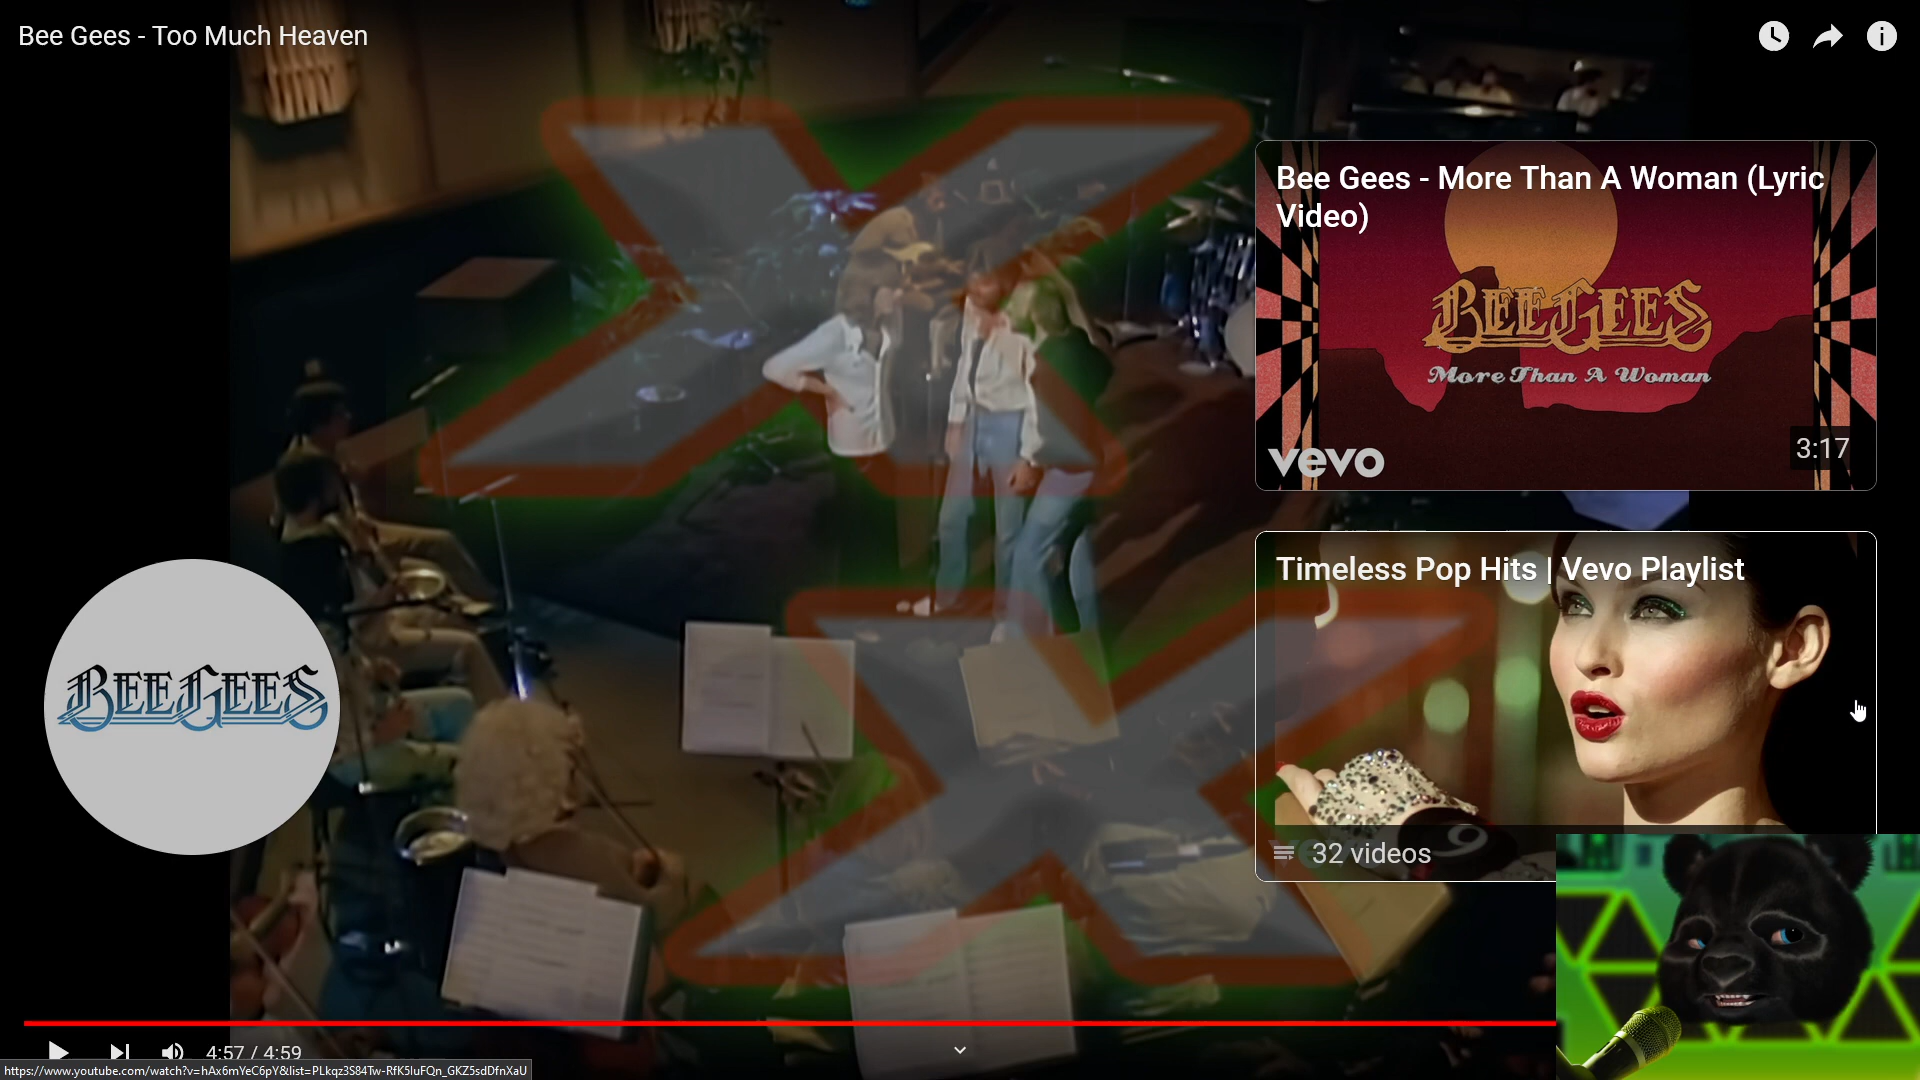 Bee Gees - Too Much Heaven
Bee Gees - More Than A Woman (Lyric
Video)
BEE GEES
More Than A Woman
vevo
3:17
Timeless Pop Hits | Vevo Playlist
32 videos
BEE GEES
4:57 / 4:59
https://www.youtube.com/watch?v=hAx6mYeC6pY&list=PLkqz3S84Tw-RfK5luFQn_GKZ5sdDfnXaU